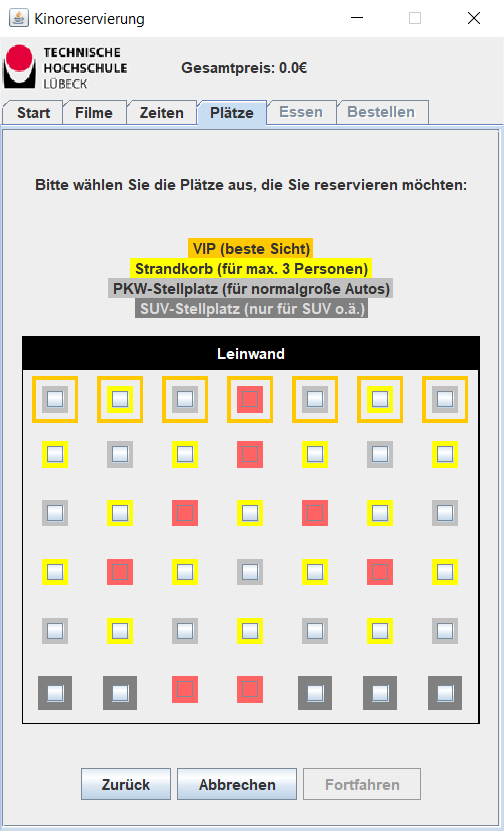 Kinoreservierung
TECHNISCHE
HOCHSCHULE
LÜBECK
Gesamtpreis: 0.0€
Start Filme Zeiten Plätze Essen Bestellen
Bitte wählen Sie die Plätze aus, die Sie reservieren möchten:
VIP (beste Sicht)
Strandkorb (für max. 3 Personen)
PKW-Stellplatz (für normalgroße Autos)
SUV-Stellplatz (nur für SUV o.ä.)
Leinwand
Zurück Abbrechen Fortfahren